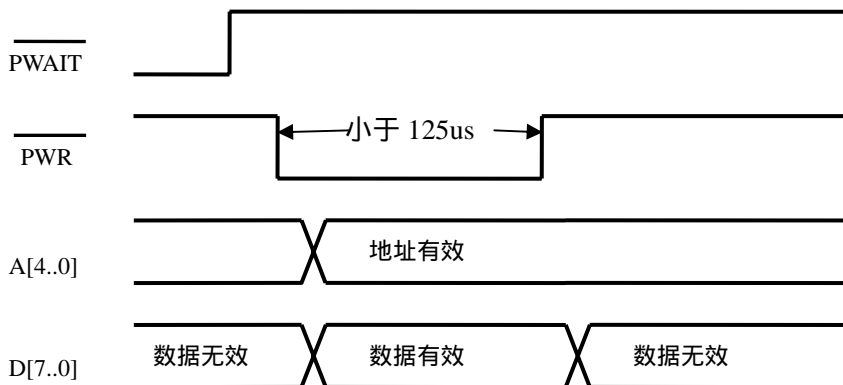 PWAIT
小于 125us
PWR
地址有效
A[4..0]
数据无效 数据有效 数据无效
D[7..0]